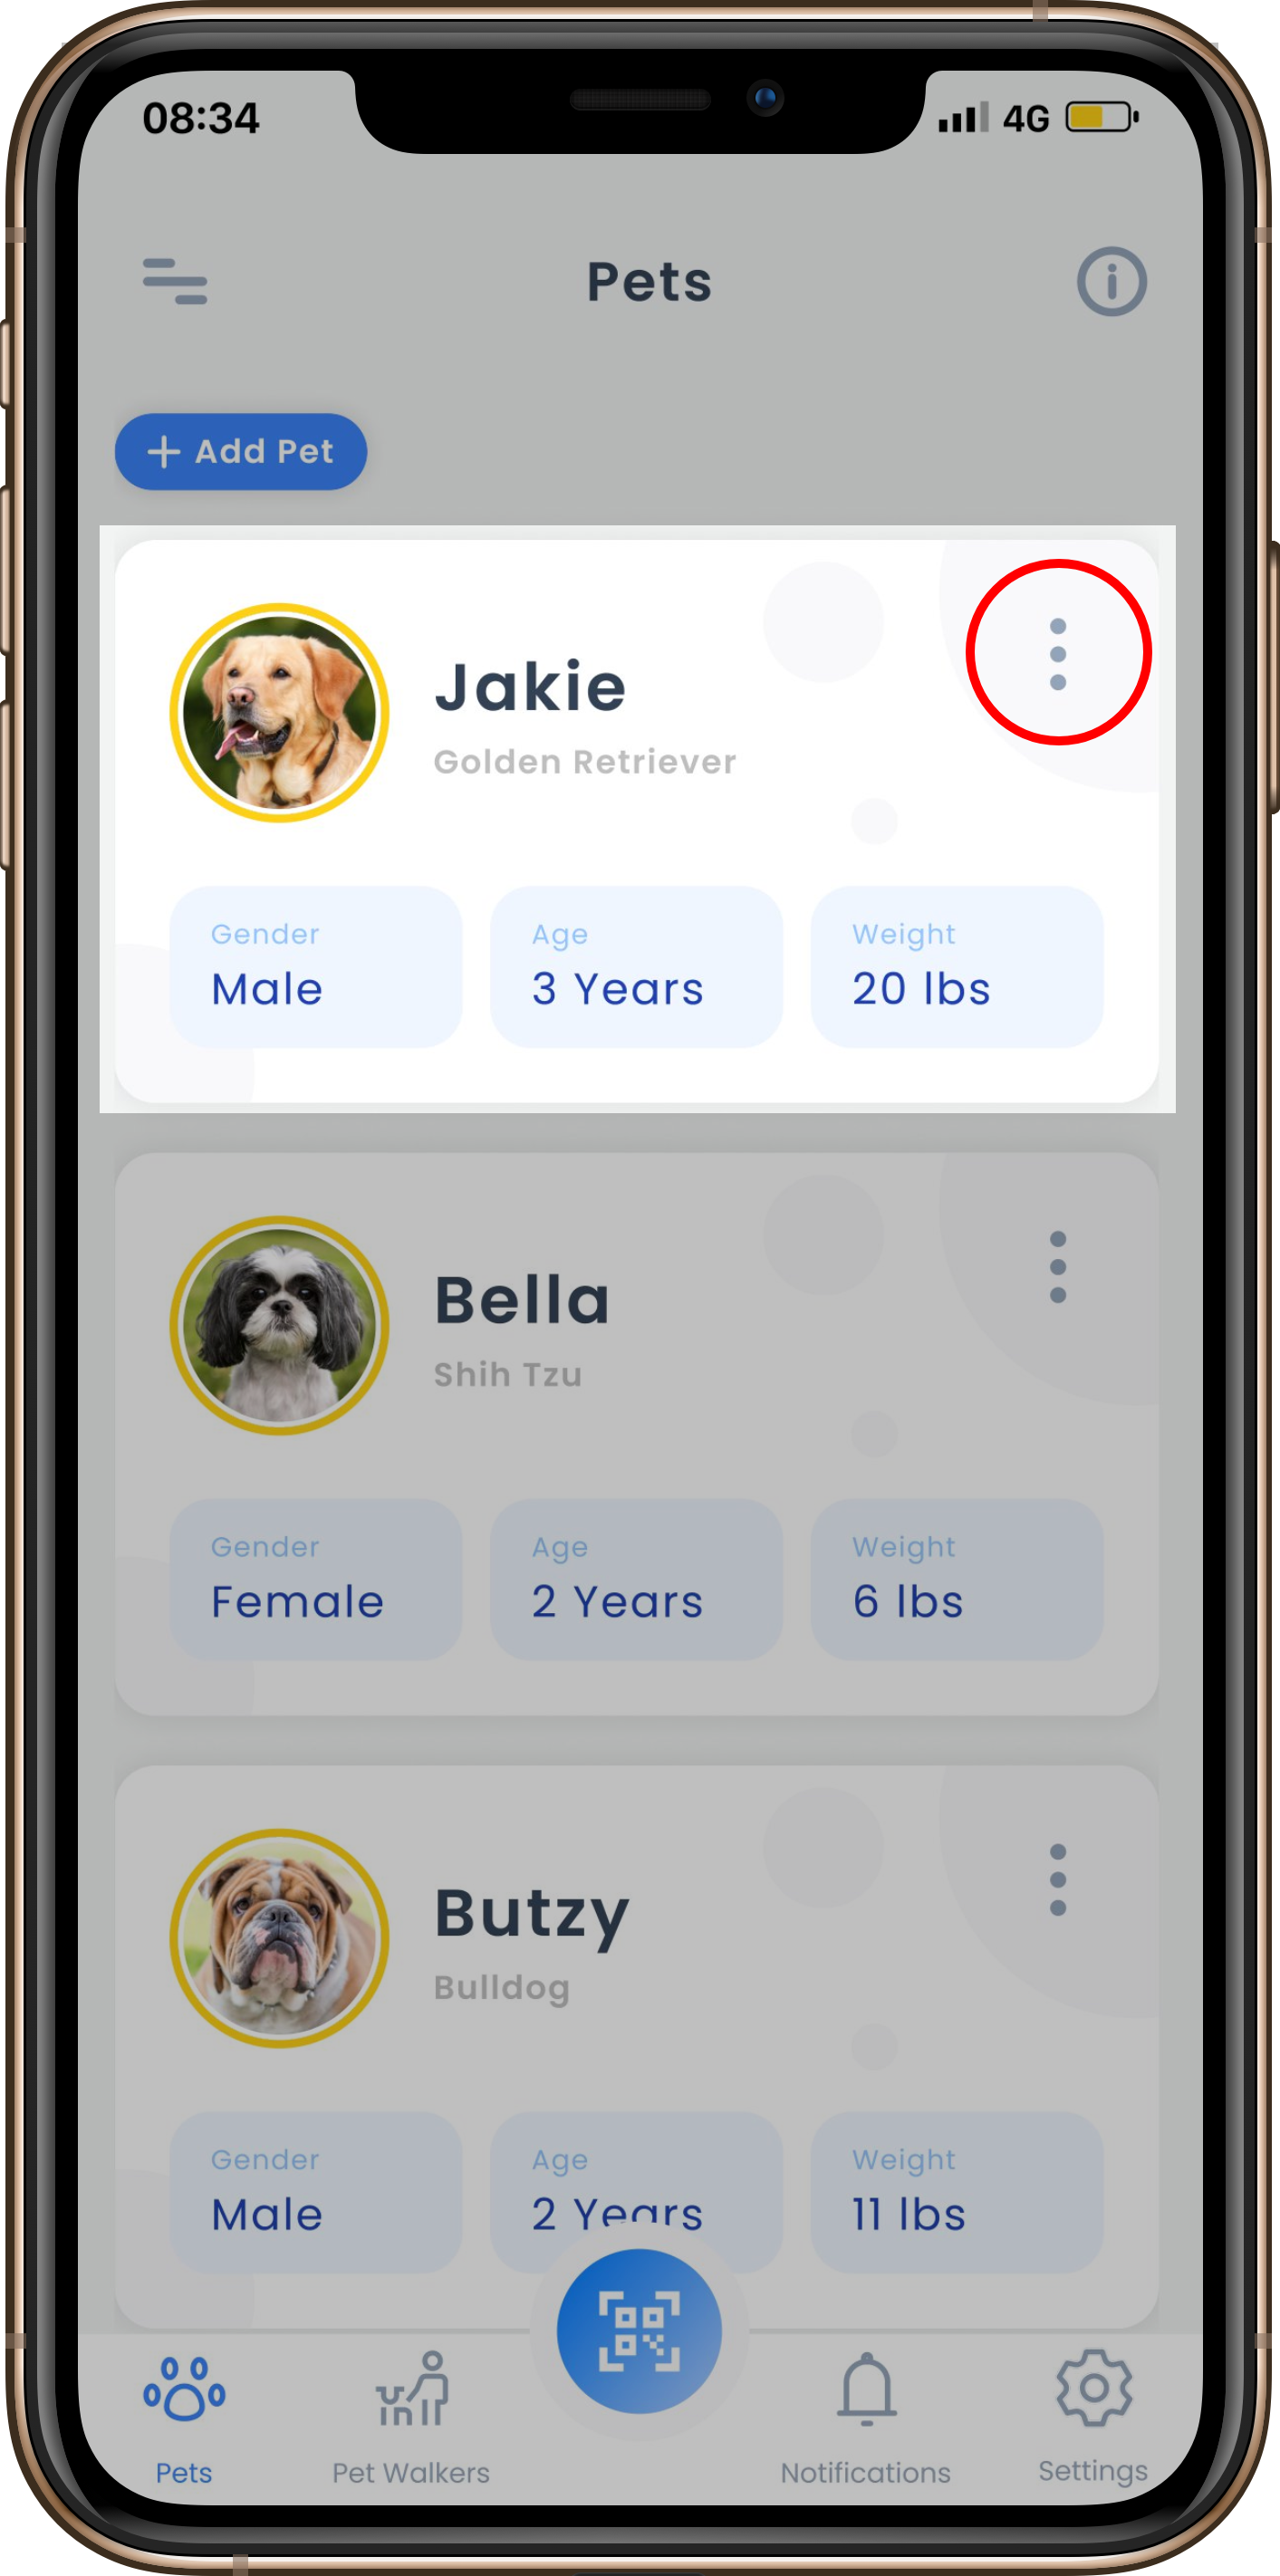 08:34 4G
Pets
+ Add Pet
Jakie
Golden Retriever
Gender Age Weight
Male 3 Years 20 lbs
Bella
Shih Tzu
Gender Age Weight
Female 2 Years 6 lbs
Butzy
Bulldog
Gender Age Weight
Male 2 Years 11 lbs
Pets Pet Walkers Notifications Settings